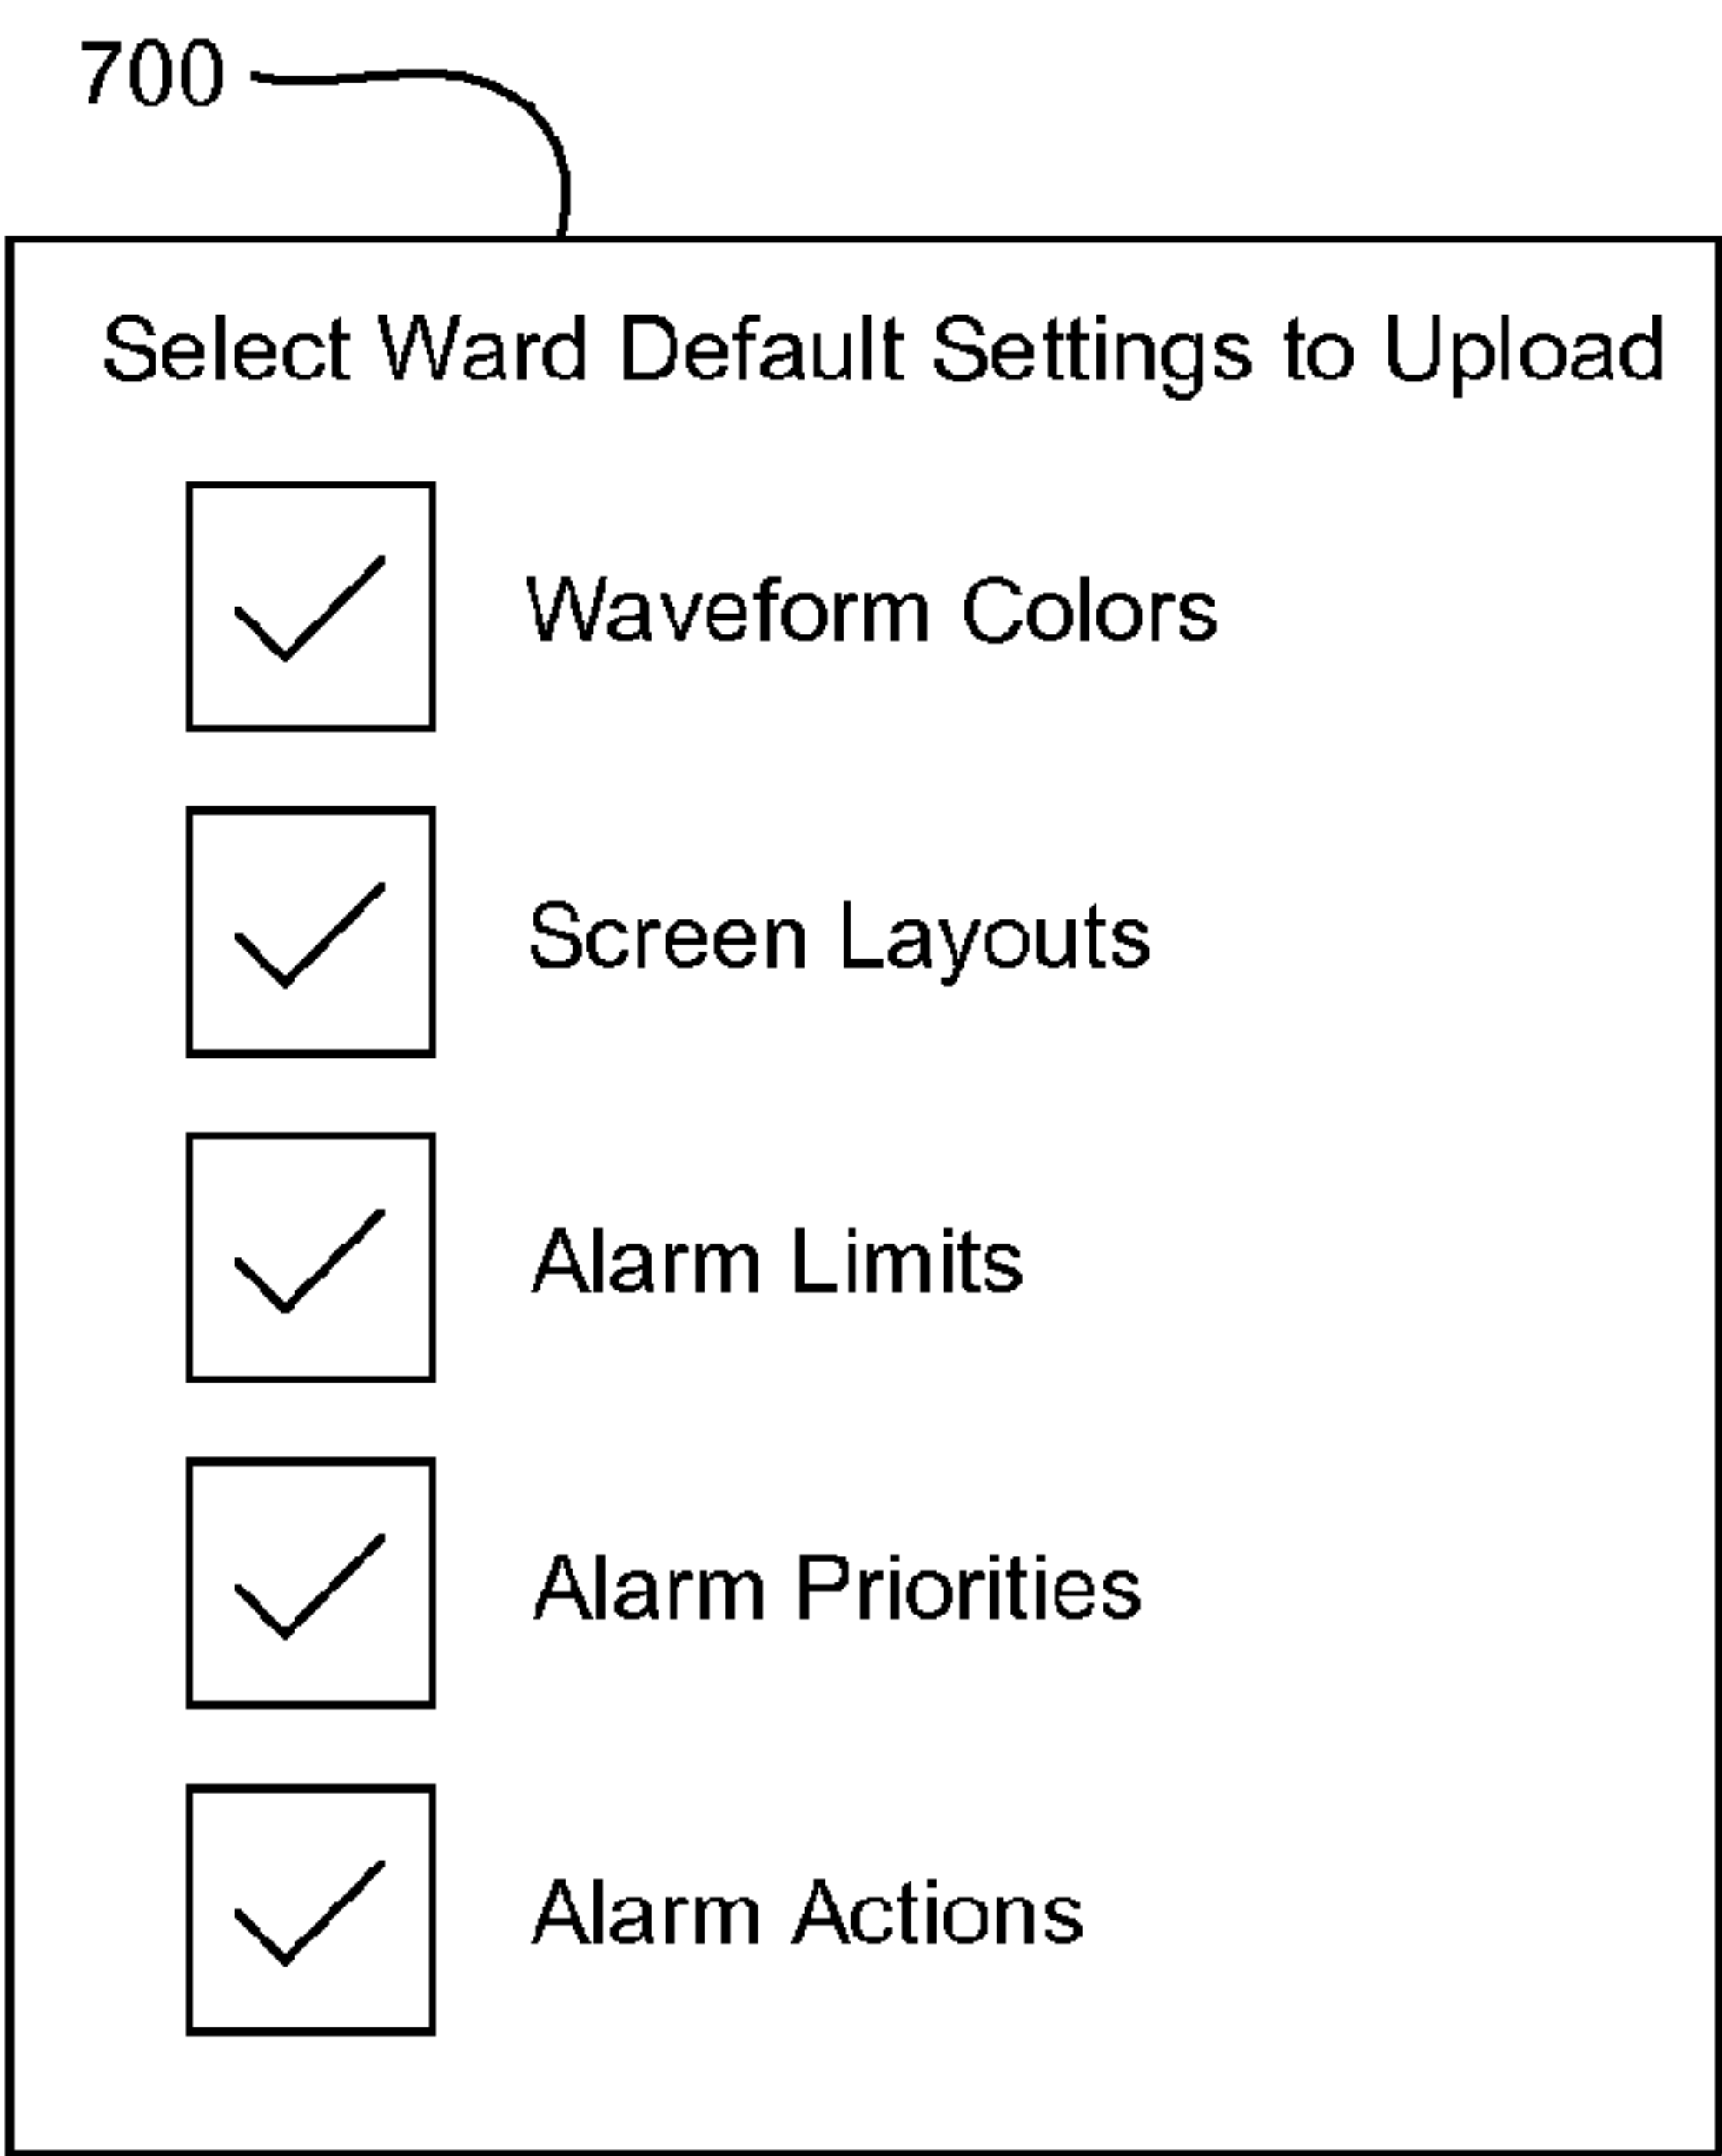 700
Select Ward Default Settings to Upload
Waveform Colors
Screen Layouts
Alarm Limits
Alarm Priorities
Alarm Actions